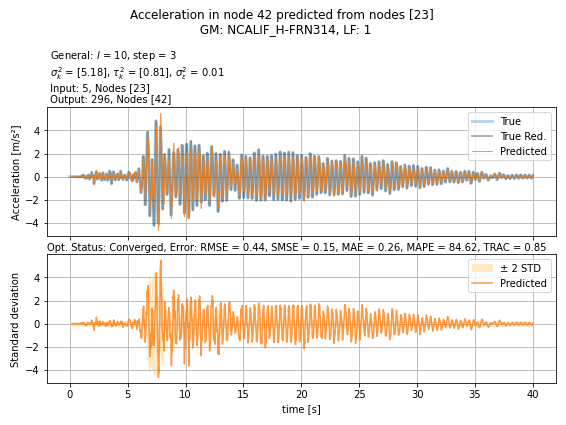 Acceleration in node 42 predicted from nodes [23]
GM: NCALIF_H-FRN314, LF: 1
General: l = 10, step = 3
σ²ₖ = [5.18], τ²ₖ = [0.81], σ²ε = 0.01
Input: 5, Nodes [23]
Output: 296, Nodes [42]
Acceleration [m/s²]
4
2
0
−2
−4
True
True Red.
Predicted
Opt. Status: Converged, Error: RMSE = 0.44, SMSE = 0.15, MAE = 0.26, MAPE = 84.62, TRAC = 0.85
Standard deviation
4
2
0
−2
−4
± 2 STD
Predicted
0 5 10 15 20 25 30 35 40
time [s]